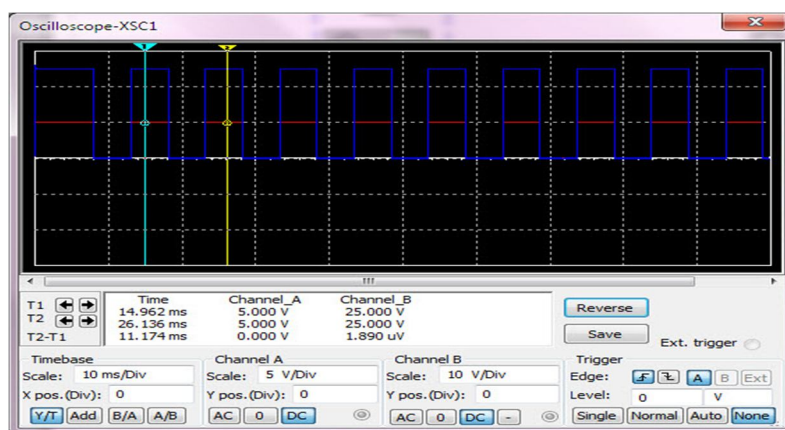 Oscilloscope-XSC1
T1
T2
T2-T1
Time Channel_A Channel_B
14.962 ms 5.000 V 25.000 V
26.136 ms 5.000 V 25.000 V
11.174 ms 0.000 V 1.890 uV
Reverse
Save
Ext. trigger
Timebase
Scale: 10 ms/Div
X pos.(Div): 0
Y/T Add B/A A/B
Channel A
Scale: 5 V/Div
Y pos.(Div): 0
AC 0 DC
Channel B
Scale: 10 V/Div
Y pos.(Div): 0
AC 0 DC -
Trigger
Edge: A B Ext
Level: 0 V
Single Normal Auto None